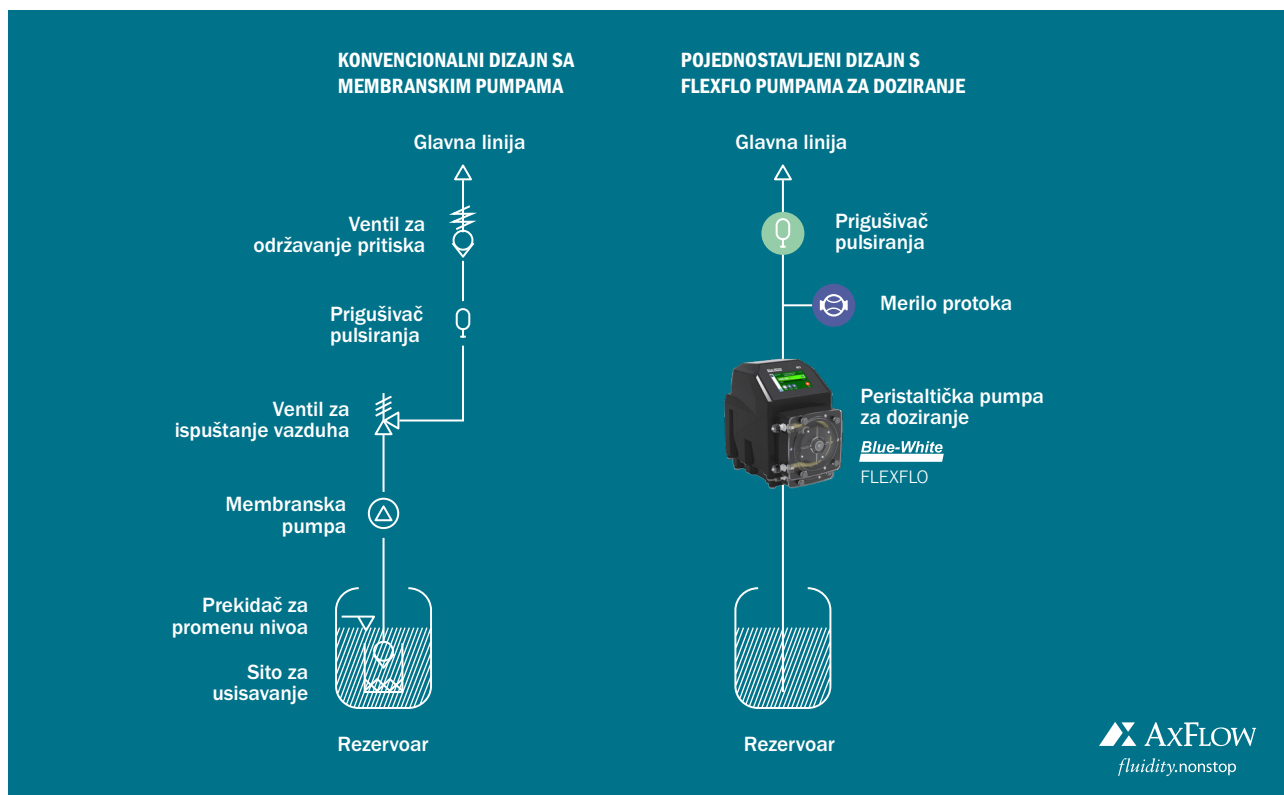 KONVENCIONALNI DIZAJN SA
MEMBRANSKIM PUMPAMA
Glavna linija
Ventil za
održavanje pritiska
Prigušivač
pulsiranja
Ventil za
ispuštanje vazduha
Membranska
pumpa
Prekidač za
promenu nivoa
Sito za
usisavanje
Rezervoar
POJEDNOSTAVLJENI DIZAJN S
FLEXFLO PUMPAMA ZA DOZIRANJE
Glavna linija
Prigušivač
pulsiranja
Merilo protoka
Peristaltička pumpa
za doziranje
Blue-White
FLEXFLO
Rezervoar
AXFLOW
fluidity.nonstop